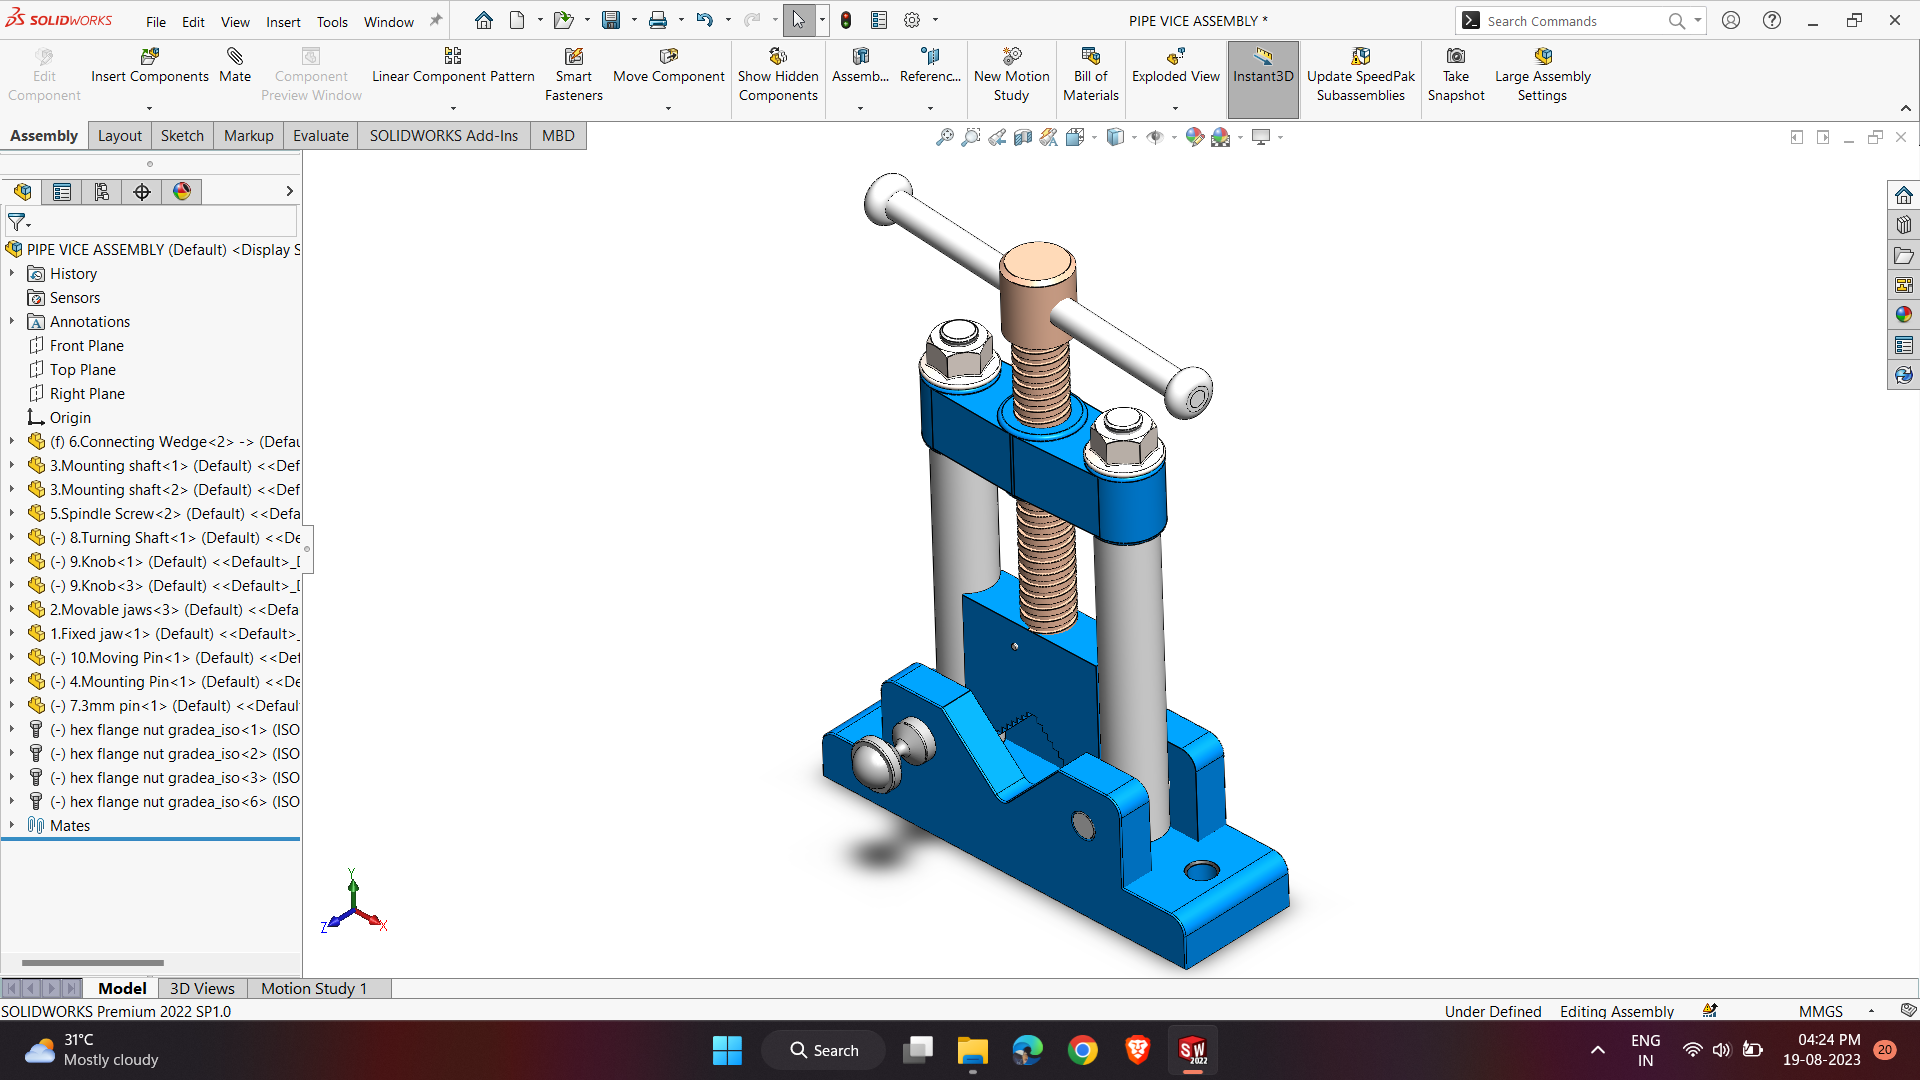 SOLIDWORKS File Edit View Insert Tools Window PIPE VICE ASSEMBLY * Search Commands
Edit Component
Insert Components
Mate
Component Preview Window
Linear Component Pattern
Smart Fasteners
Move Component
Show Hidden Components
Assemb...
Referenc...
New Motion Study
Bill of Materials
Exploded View
Instant3D
Update SpeedPak Subassemblies
Take Snapshot
Large Assembly Settings
Assembly Layout Sketch Markup Evaluate SOLIDWORKS Add-Ins MBD
PIPE VICE ASSEMBLY (Default) <Display S
History
Sensors
Annotations
Front Plane
Top Plane
Right Plane
Origin
(f) 6.Connecting Wedge<2> -> (Defau
3.Mounting shaft<1> (Default) <<Def
3.Mounting shaft<2> (Default) <<Def
5.Spindle Screw<2> (Default) <<Defa
(-) 8.Turning Shaft<1> (Default) <<De
(-) 9.Knob<1> (Default) <<Default>_D
(-) 9.Knob<3> (Default) <<Default>_D
2.Movable jaws<3> (Default) <<Defa
1.Fixed jaw<1> (Default) <<Default>_
(-) 10.Moving Pin<1> (Default) <<Def
(-) 4.Mounting Pin<1> (Default) <<De
(-) 7.3mm pin<1> (Default) <<Defaul
(-) hex flange nut gradea_iso<1> (ISO
(-) hex flange nut gradea_iso<2> (ISO
(-) hex flange nut gradea_iso<3> (ISO
(-) hex flange nut gradea_iso<6> (ISO
Mates
Y
Z X
Model 3D Views Motion Study 1
SOLIDWORKS Premium 2022 SP1.0 Under Defined Editing Assembly MMGS
31°C
Mostly cloudy
Search
SW
2022
ENG
IN
04:24 PM
19-08-2023
20